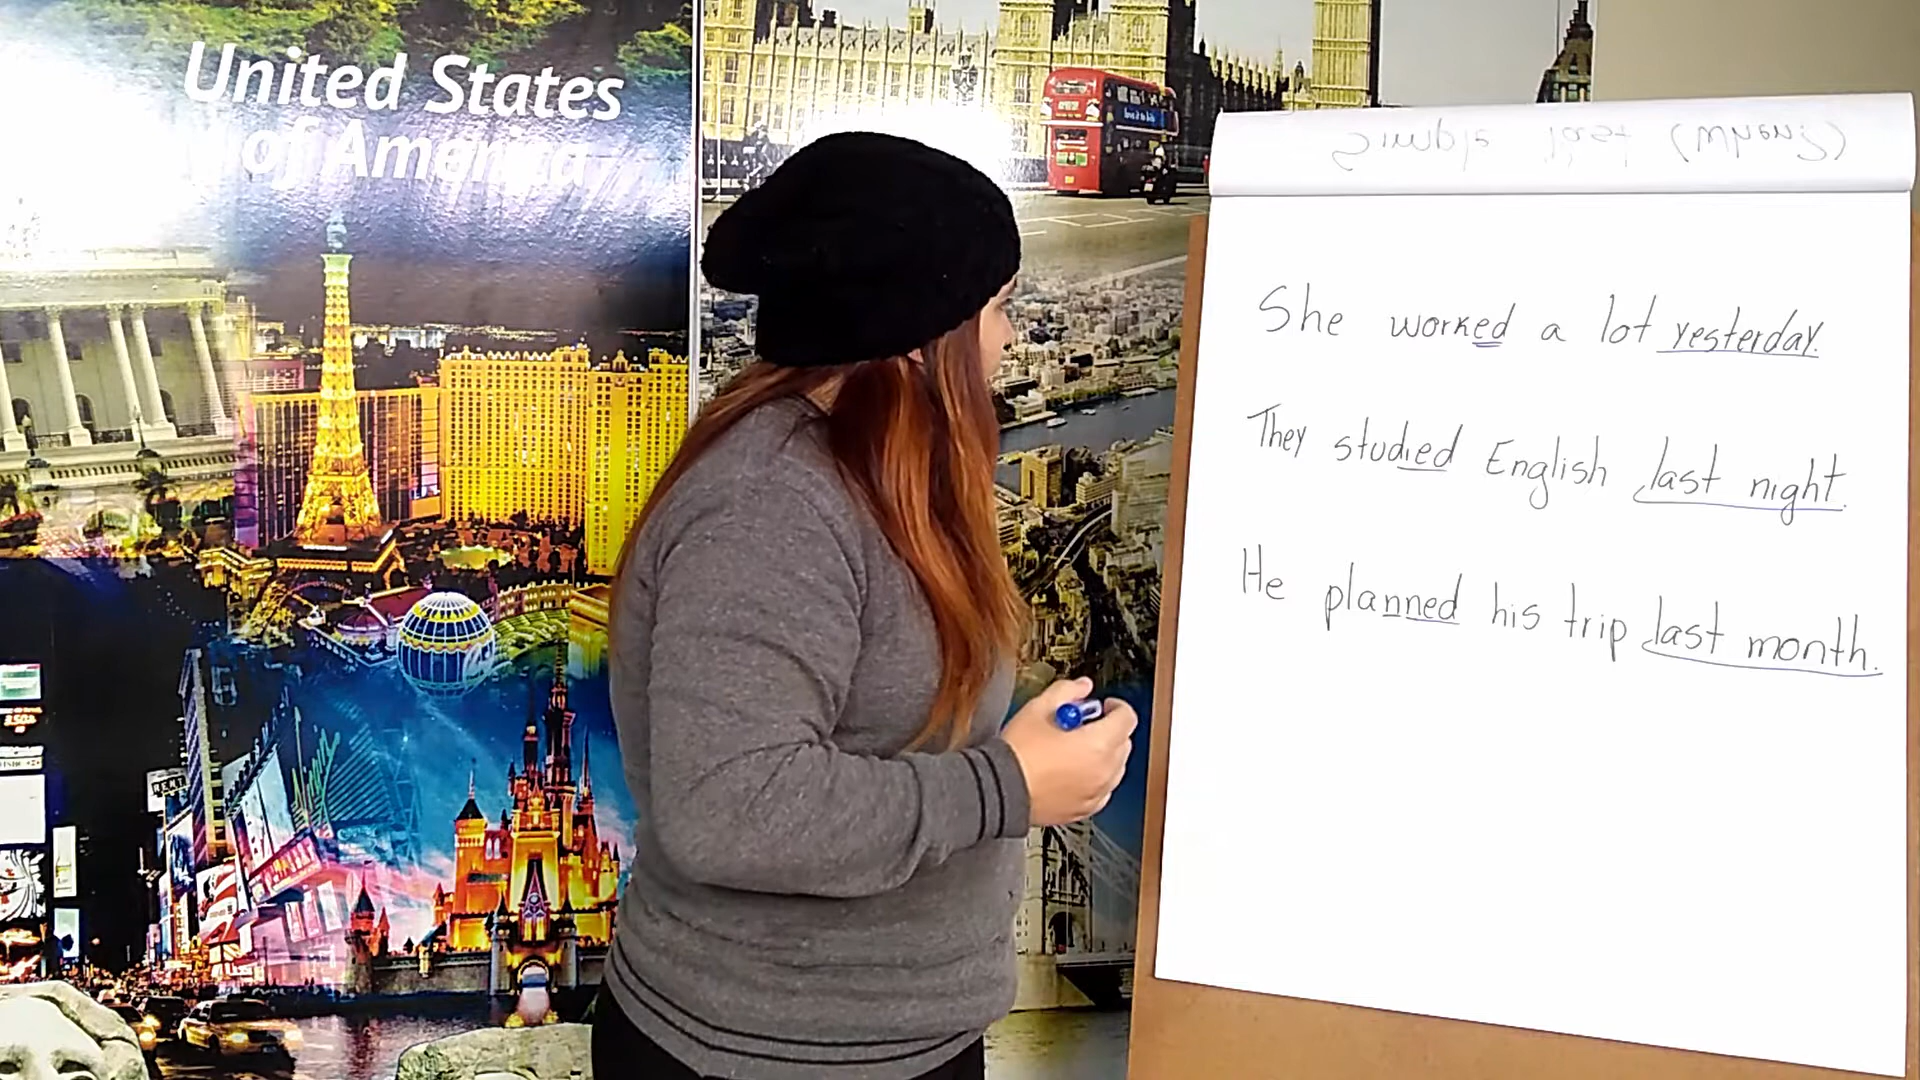 United States
of America
She worked a lot yesterday.
They studied English last night.
He planned his trip last month.